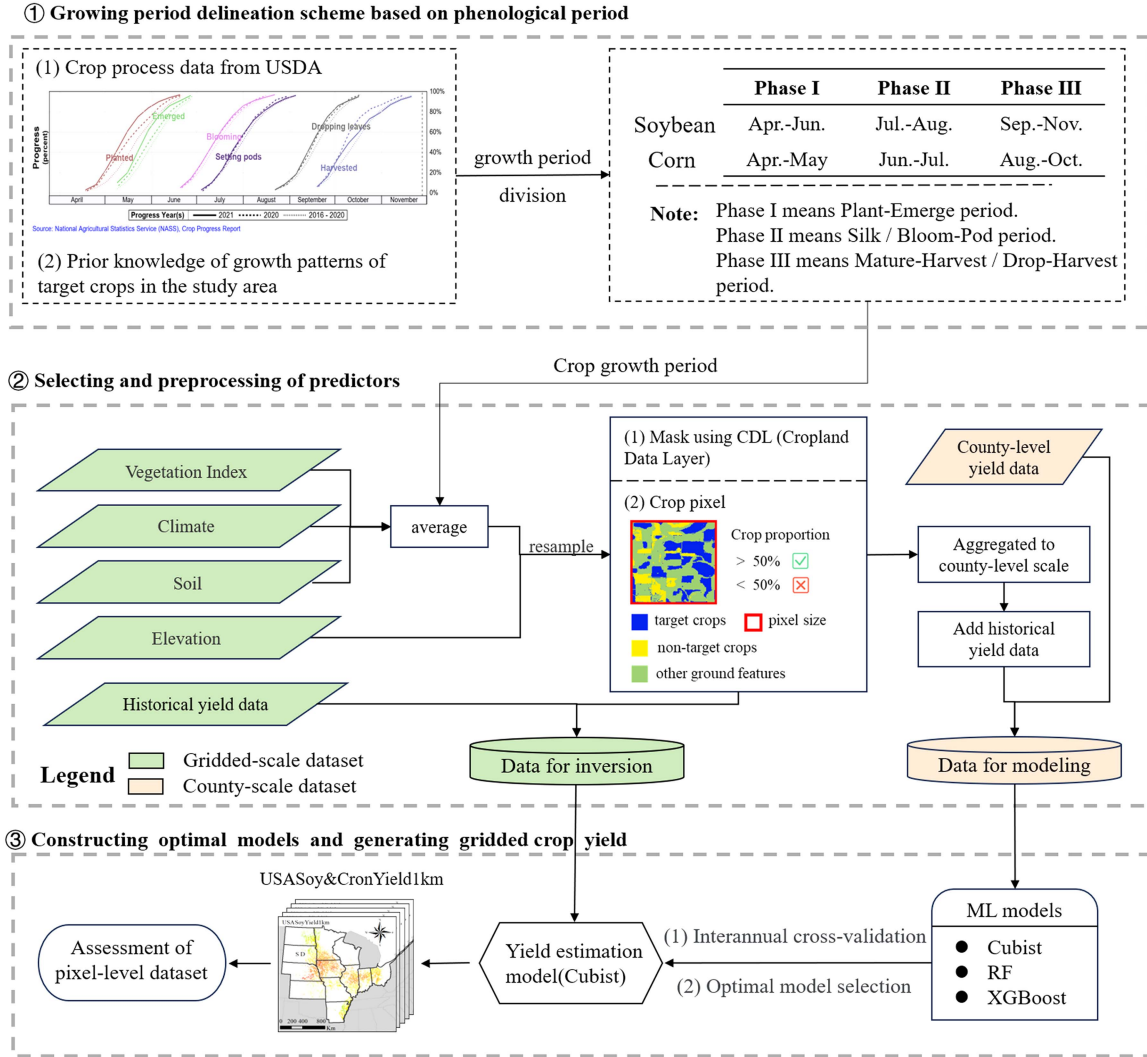 ① Growing period delineation scheme based on phenological period
(1) Crop process data from USDA
Progress
(percent)
100%
80%
60%
40%
20%
0%
Planted
Emerged
Blooming
Setting pods
Dropping leaves
Harvested
April May June July August September October November
Progress Year(s) 2021 2020 2016 - 2020
Source: National Agricultural Statistics Service (NASS), Crop Progress Report
(2) Prior knowledge of growth patterns of
target crops in the study area
growth period
division
Phase I Phase II Phase III
Soybean Apr.-Jun. Jul.-Aug. Sep.-Nov.
Corn Apr.-May Jun.-Jul. Aug.-Oct.
Note: Phase I means Plant-Emerge period.
Phase II means Silk / Bloom-Pod period.
Phase III means Mature-Harvest / Drop-Harvest
period.
Crop growth period
② Selecting and preprocessing of predictors
Vegetation Index
Climate
Soil
Elevation
Historical yield data
average
resample
(1) Mask using CDL (Cropland
Data Layer)
(2) Crop pixel
Crop proportion
> 50%
< 50%
target crops pixel size
non-target crops
other ground features
County-level
yield data
Aggregated to
county-level scale
Add historical
yield data
Legend
Gridded-scale dataset
County-scale dataset
Data for inversion
Data for modeling
③ Constructing optimal models and generating gridded crop yield
USASoy&CronYield1km
USASoyYield1km
SD
0 200 400 800
Km
Assessment of
pixel-level dataset
Yield estimation
model(Cubist)
(1) Interannual cross-validation
(2) Optimal model selection
ML models
● Cubist
● RF
● XGBoost